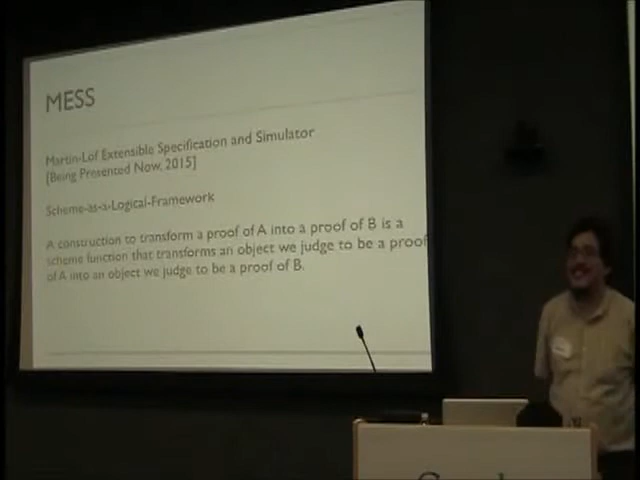 MESS
Martin-Lof Extensible Specification and Simulator
[Being Presented Now, 2015]
Scheme-as-a-Logical-Framework
A construction to transform a proof of A into a proof of B is a
scheme function that transforms an object we judge to be a proof
of A into an object we judge to be a proof of B.